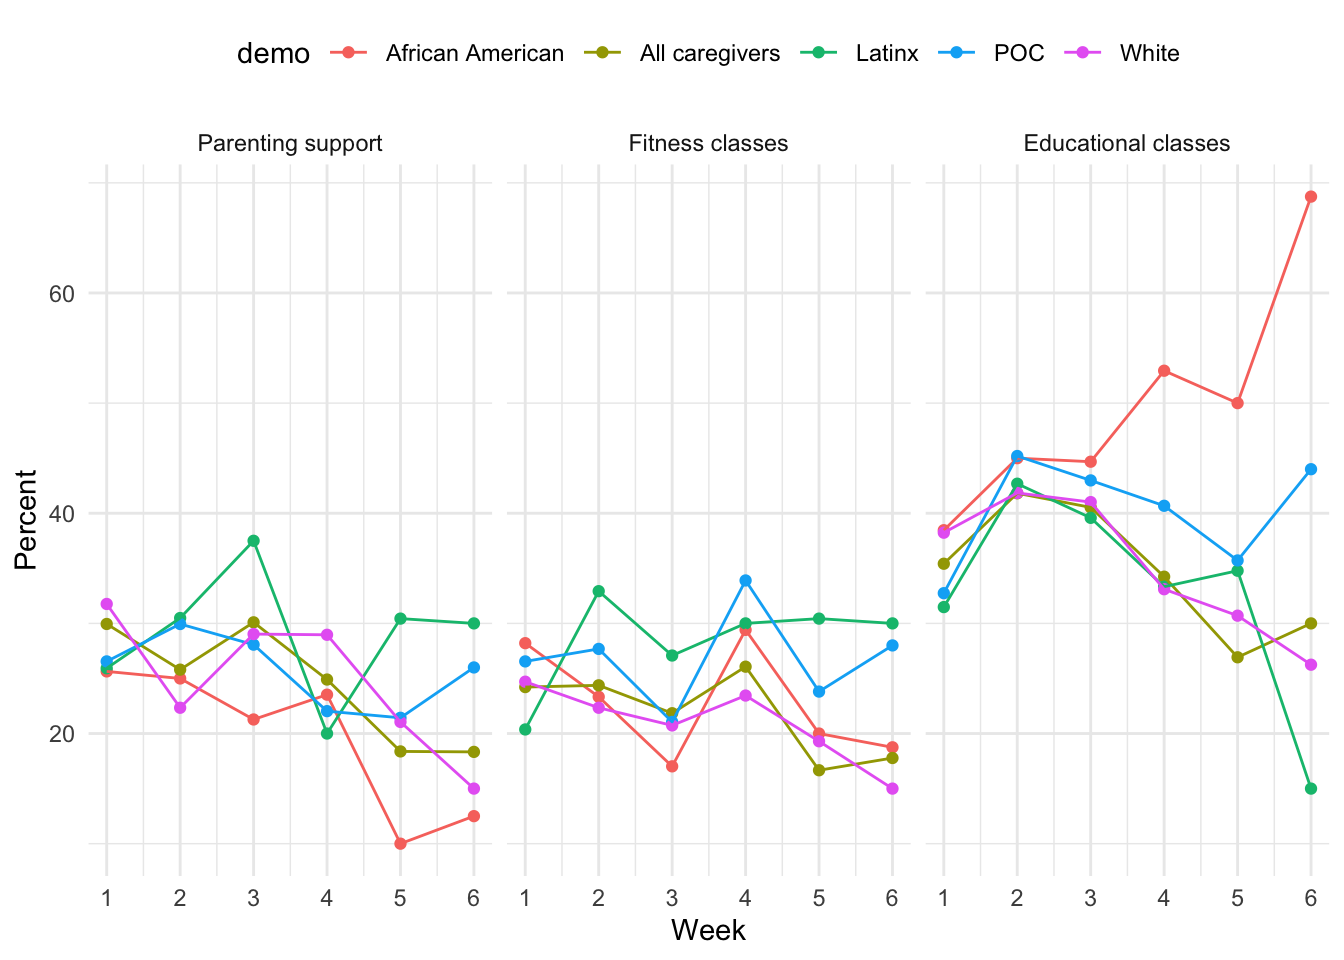 demo African American All caregivers Latinx POC White
Parenting support Fitness classes Educational classes
60
40
20
Percent
1 2 3 4 5 6 1 2 3 4 5 6 1 2 3 4 5 6
Week